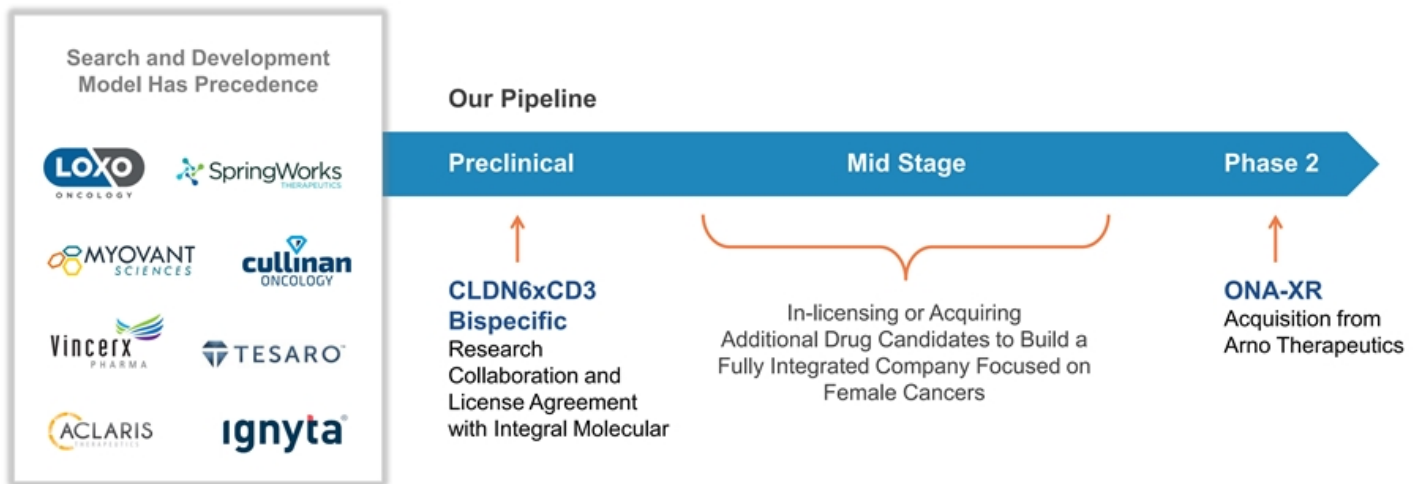 Search and Development
Model Has Precedence
LOXO
ONCOLOGY
SpringWorks
THERAPEUTICS
MYOVANT
SCIENCES
cullinan
ONCOLOGY
Vincerx
PHARMA
TESARO™
ACLARIS
THERAPEUTICS
ignyta®
Our Pipeline
Preclinical
Mid Stage
Phase 2
CLDN6xCD3
Bispecific
Research
Collaboration and
License Agreement
with Integral Molecular
In-licensing or Acquiring
Additional Drug Candidates to Build a
Fully Integrated Company Focused on
Female Cancers
ONA-XR
Acquisition from
Arno Therapeutics